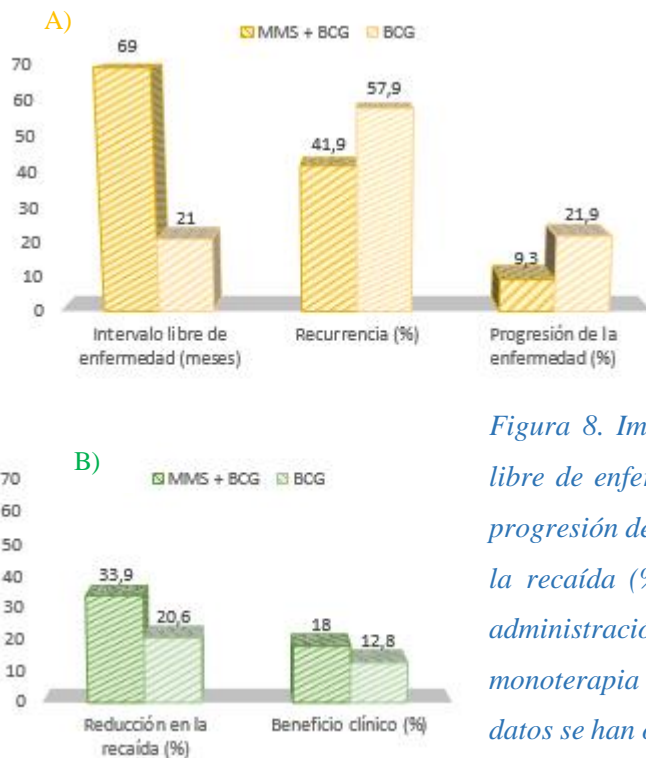 A)
MMS + BCG BCG
70
60
50
40
30
20
10
0
69
21
41,9
57,9
9,3
21,9
Intervalo libre de
enfermedad (meses)
Recurrencia (%)
Progresión de la
enfermedad (%)
B)
MMS + BCG BCG
70
60
50
40
30
20
10
0
33,9
20,6
18
12,8
Reducción en la
recaída (%)
Beneficio clínico (%)
Figura 8. Im
libre de enfer
progresión de
la recaída (%
administracio
monoterapia
datos se han